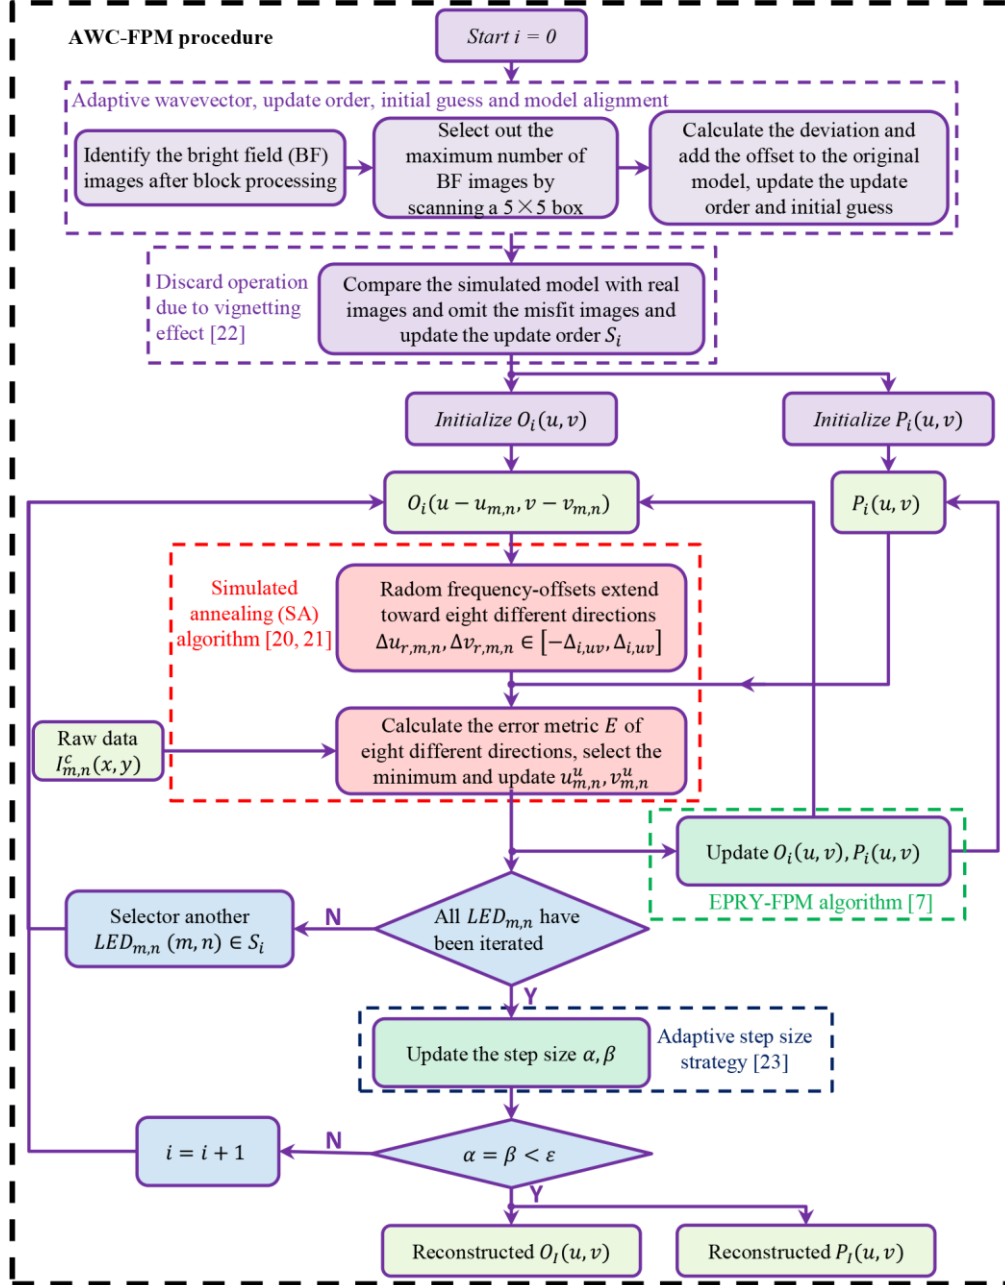 AWC-FPM procedure
Start i = 0
Adaptive wavevector, update order, initial guess and model alignment
Identify the bright field (BF)
images after block processing
Select out the
maximum number of
BF images by
scanning a 5×5 box
Calculate the deviation and
add the offset to the original
model, update the update
order and initial guess
Discard operation
due to vignetting
effect [22]
Compare the simulated model with real
images and omit the misfit images and
update the update order S_i
Initialize O_i(u, v)
Initialize P_i(u, v)
O_i(u − u_{m,n}, v − v_{m,n})
P_i(u, v)
Simulated
annealing (SA)
algorithm [20, 21]
Radom frequency-offsets extend
toward eight different directions
Δu_{r,m,n}, Δv_{r,m,n} ∈ [−Δ_{i,uv}, Δ_{i,uv}]
Raw data
I^c_{m,n}(x, y)
Calculate the error metric E of
eight different directions, select the
minimum and update u^u_{m,n}, v^u_{m,n}
Update O_i(u, v), P_i(u, v)
EPRY-FPM algorithm [7]
Selector another
LED_{m,n} (m, n) ∈ S_i
N
All LED_{m,n} have
been iterated
Y
Update the step size α, β
Adaptive step size
strategy [23]
i = i + 1
N
α = β < ε
Y
Reconstructed O_I(u, v)
Reconstructed P_I(u, v)